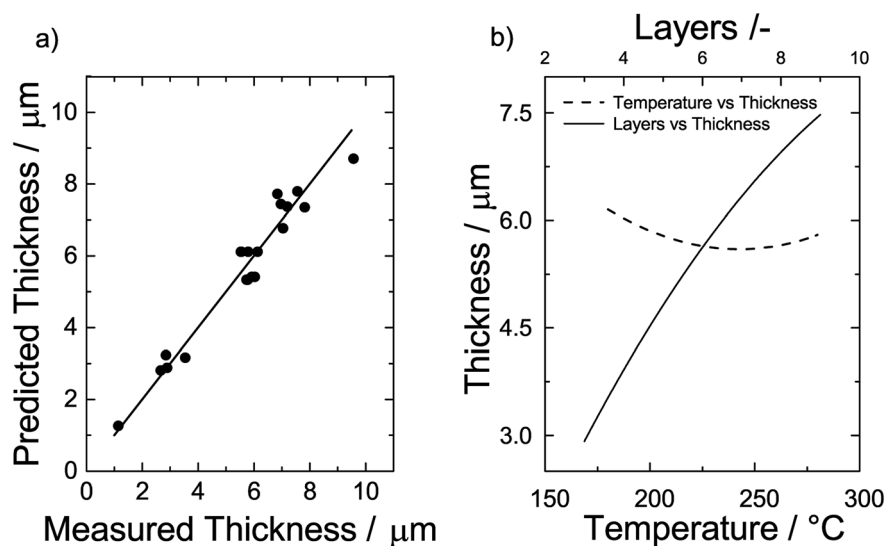 a)
Predicted Thickness / μm
10
8
6
4
2
0
0 2 4 6 8 10
Measured Thickness / μm
b)
Layers /-
2 4 6 8 10
Temperature vs Thickness
Layers vs Thickness
Thickness / μm
7.5
6.0
4.5
3.0
150 200 250 300
Temperature / °C